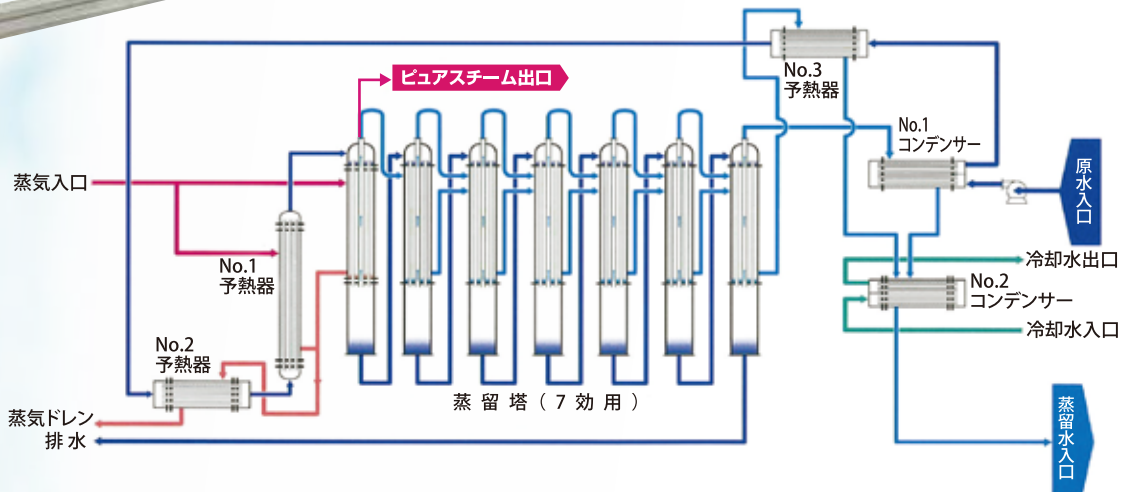 ピュアスチーム出口
No.3
予熱器
No.1
コンデンサー
原水入口
蒸気入口
No.1
予熱器
冷却水出口
No.2
コンデンサー
冷却水入口
No.2
予熱器
蒸留塔(7効用)
蒸気ドレン
排水
蒸留水入口